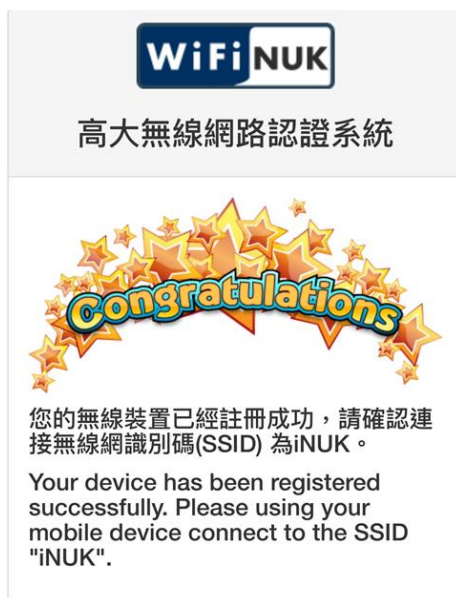 WiFi NUK
高大無線網路認證系統
Congratulations
您的無線裝置已經註冊成功，請確認連
接無線網識別碼(SSID) 為iNUK。
Your device has been registered
successfully. Please using your
mobile device connect to the SSID
"iNUK".